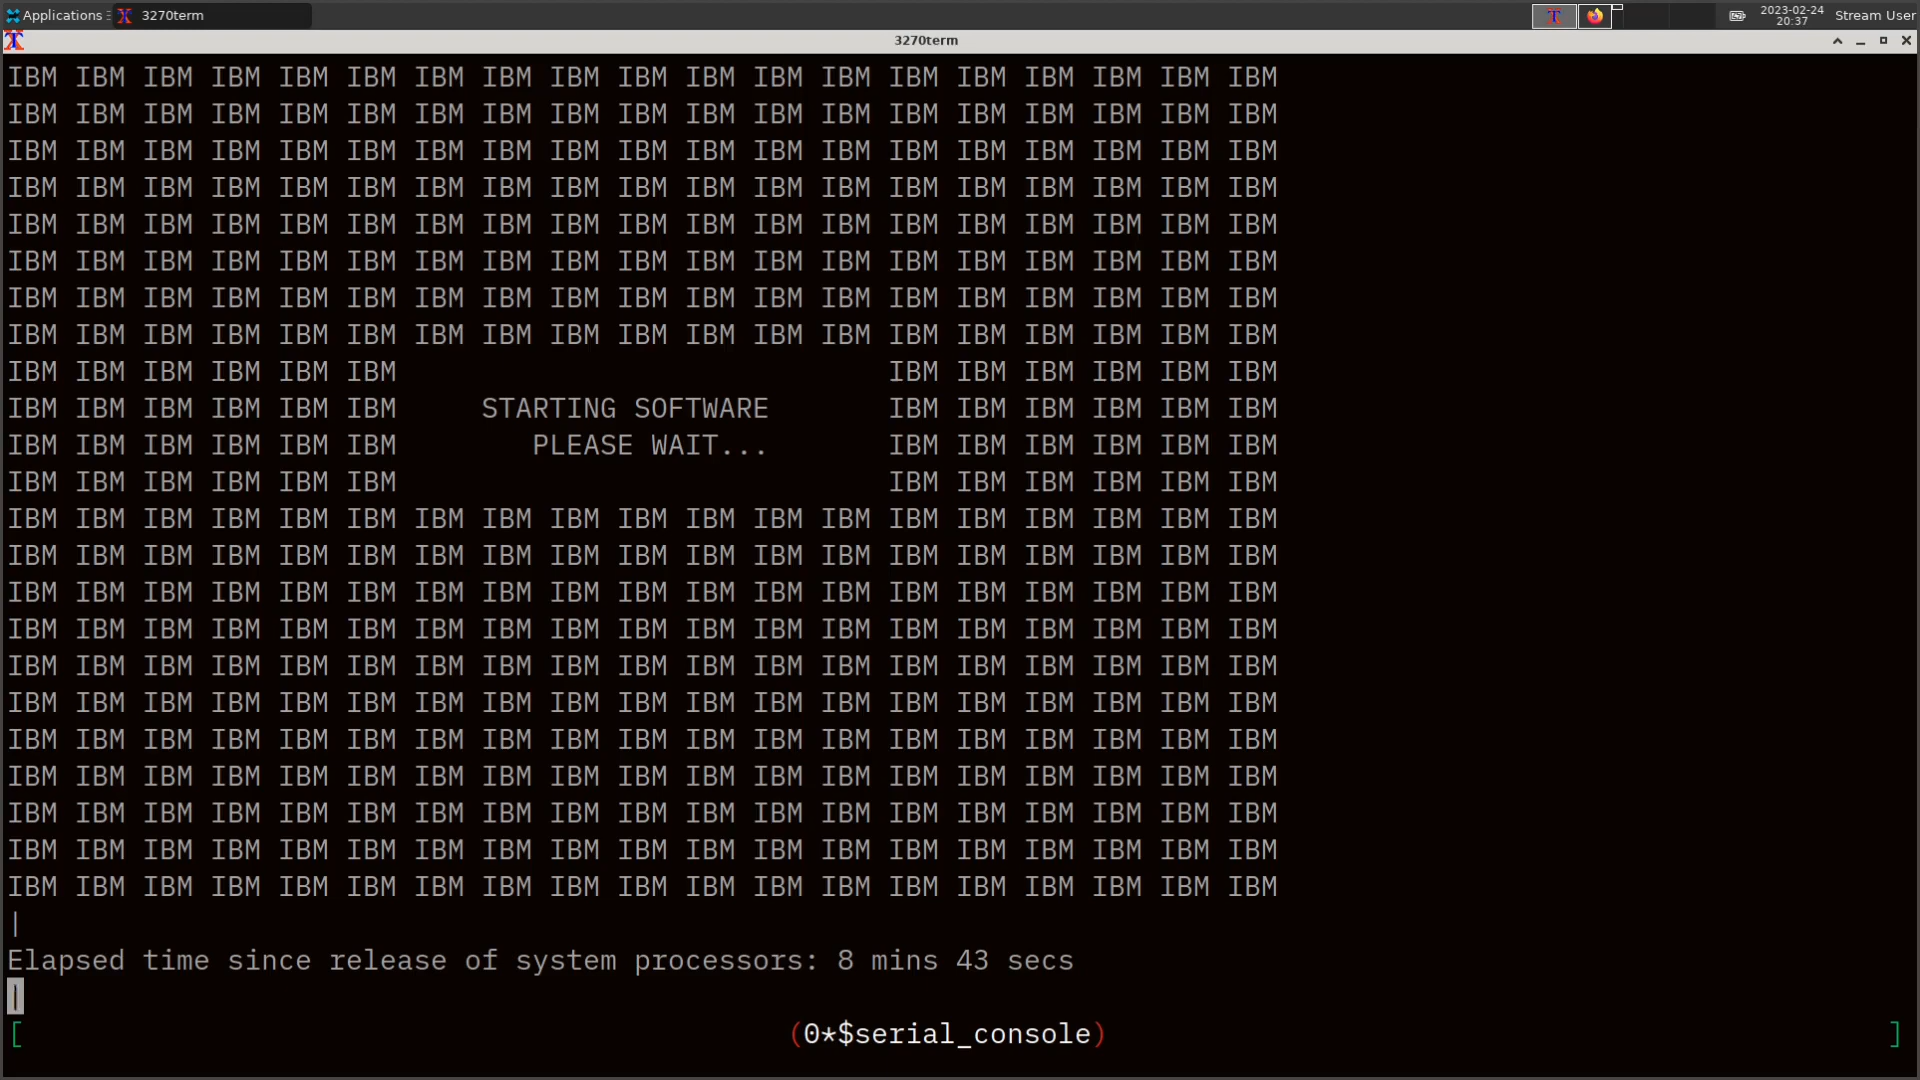 Applications
3270term
2023-02-24
20:37
Stream User
3270term
IBM IBM IBM IBM IBM IBM IBM IBM IBM IBM IBM IBM IBM IBM IBM IBM IBM IBM IBM
IBM IBM IBM IBM IBM IBM IBM IBM IBM IBM IBM IBM IBM IBM IBM IBM IBM IBM IBM
IBM IBM IBM IBM IBM IBM IBM IBM IBM IBM IBM IBM IBM IBM IBM IBM IBM IBM IBM
IBM IBM IBM IBM IBM IBM IBM IBM IBM IBM IBM IBM IBM IBM IBM IBM IBM IBM IBM
IBM IBM IBM IBM IBM IBM IBM IBM IBM IBM IBM IBM IBM IBM IBM IBM IBM IBM IBM
IBM IBM IBM IBM IBM IBM IBM IBM IBM IBM IBM IBM IBM IBM IBM IBM IBM IBM IBM
IBM IBM IBM IBM IBM IBM IBM IBM IBM IBM IBM IBM IBM IBM IBM IBM IBM IBM IBM
IBM IBM IBM IBM IBM IBM IBM IBM IBM IBM IBM IBM IBM IBM IBM IBM IBM IBM IBM
IBM IBM IBM IBM IBM IBM                             IBM IBM IBM IBM IBM IBM
IBM IBM IBM IBM IBM IBM     STARTING SOFTWARE       IBM IBM IBM IBM IBM IBM
IBM IBM IBM IBM IBM IBM        PLEASE WAIT...       IBM IBM IBM IBM IBM IBM
IBM IBM IBM IBM IBM IBM                             IBM IBM IBM IBM IBM IBM
IBM IBM IBM IBM IBM IBM IBM IBM IBM IBM IBM IBM IBM IBM IBM IBM IBM IBM IBM
IBM IBM IBM IBM IBM IBM IBM IBM IBM IBM IBM IBM IBM IBM IBM IBM IBM IBM IBM
IBM IBM IBM IBM IBM IBM IBM IBM IBM IBM IBM IBM IBM IBM IBM IBM IBM IBM IBM
IBM IBM IBM IBM IBM IBM IBM IBM IBM IBM IBM IBM IBM IBM IBM IBM IBM IBM IBM
IBM IBM IBM IBM IBM IBM IBM IBM IBM IBM IBM IBM IBM IBM IBM IBM IBM IBM IBM
IBM IBM IBM IBM IBM IBM IBM IBM IBM IBM IBM IBM IBM IBM IBM IBM IBM IBM IBM
IBM IBM IBM IBM IBM IBM IBM IBM IBM IBM IBM IBM IBM IBM IBM IBM IBM IBM IBM
IBM IBM IBM IBM IBM IBM IBM IBM IBM IBM IBM IBM IBM IBM IBM IBM IBM IBM IBM
IBM IBM IBM IBM IBM IBM IBM IBM IBM IBM IBM IBM IBM IBM IBM IBM IBM IBM IBM
IBM IBM IBM IBM IBM IBM IBM IBM IBM IBM IBM IBM IBM IBM IBM IBM IBM IBM IBM
IBM IBM IBM IBM IBM IBM IBM IBM IBM IBM IBM IBM IBM IBM IBM IBM IBM IBM IBM
|
Elapsed time since release of system processors: 8 mins 43 secs
|
[ (0*$serial_console) ]